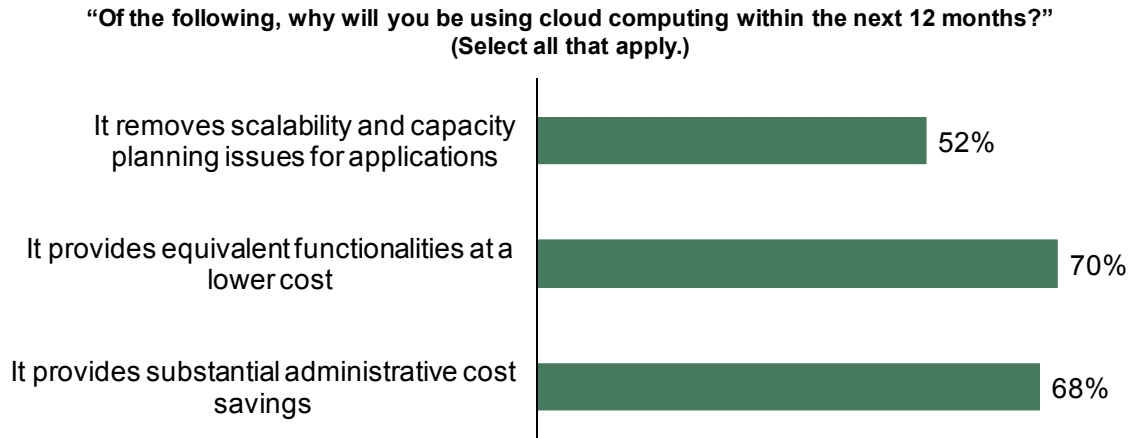 “Of the following, why will you be using cloud computing within the next 12 months?”
(Select all that apply.)
It removes scalability and capacity
planning issues for applications
52%
It provides equivalent functionalities at a
lower cost
70%
It provides substantial administrative cost
savings
68%